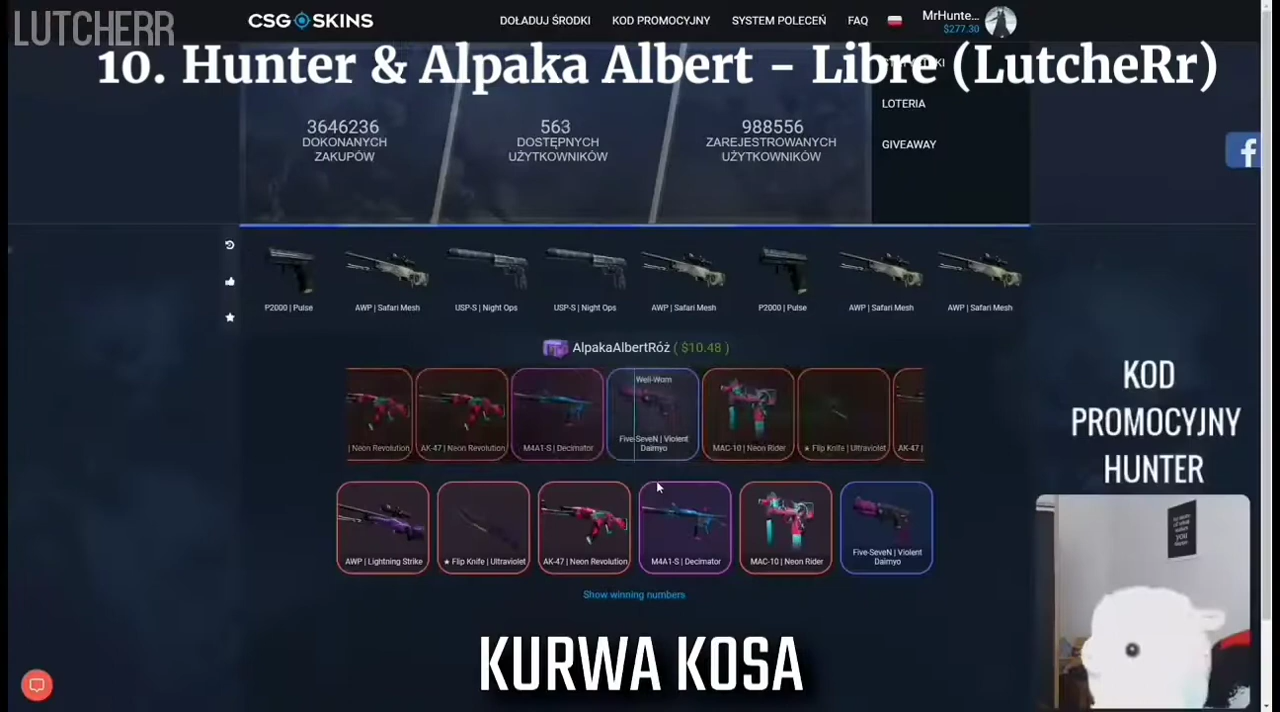 LUTCHERR
CSG SKINS
DOŁADUJ ŚRODKI
KOD PROMOCYJNY
SYSTEM POLECEŃ
FAQ
MrHunte...
$277.30
10. Hunter & Alpaka Albert - Libre (LutcheRr)
3646236
DOKONANYCH
ZAKUPÓW
563
DOSTĘPNYCH
UŻYTKOWNIKÓW
988556
ZAREJESTROWANYCH
UŻYTKOWNIKÓW
LOTERIA
GIVEAWAY
P2000 | Pulse
AWP | Safari Mesh
USP-S | Night Ops
USP-S | Night Ops
AWP | Safari Mesh
P2000 | Pulse
AWP | Safari Mesh
AWP | Safari Mesh
AlpakaAlbertRóż ( $10.48 )
| Neon Revolution
AK-47 | Neon Revolution
M4A1-S | Decimator
Well-Worn
Five-SeveN | Violent
Daimyo
MAC-10 | Neon Rider
★ Flip Knife | Ultraviolet
AK-47 |
AWP | Lightning Strike
★ Flip Knife | Ultraviolet
AK-47 | Neon Revolution
M4A1-S | Decimator
MAC-10 | Neon Rider
Five-SeveN | Violent
Daimyo
Show winning numbers
KOD
PROMOCYJNY
HUNTER
KURWA KOSA